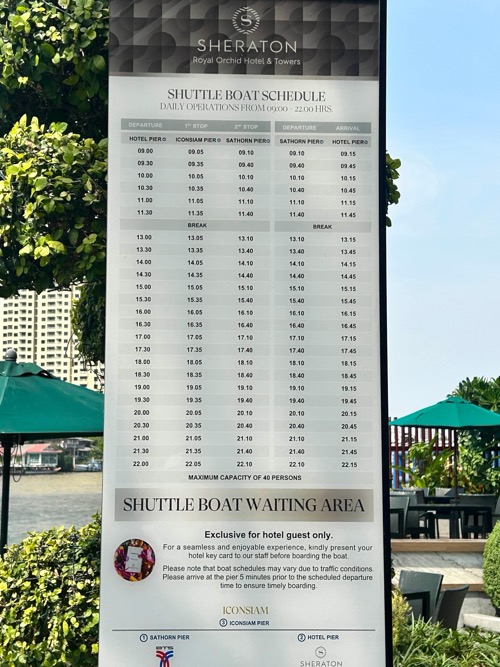 S
SHERATON
Royal Orchid Hotel & Towers
SHUTTLE BOAT SCHEDULE
DAILY OPERATIONS FROM 09:00 - 22.00 HRS.
DEPARTURE 1ST STOP 2ND STOP DEPARTURE ARRIVAL
HOTEL PIER ICONSIAM PIER SATHORN PIER SATHORN PIER HOTEL PIER
09.00 09.05 09.10 09.10 09.15
09.30 09.35 09.40 09.40 09.45
10.00 10.05 10.10 10.10 10.15
10.30 10.35 10.40 10.40 10.45
11.00 11.05 11.10 11.10 11.15
11.30 11.35 11.40 11.40 11.45
BREAK BREAK
13.00 13.05 13.10 13.10 13.15
13.30 13.35 13.40 13.40 13.45
14.00 14.05 14.10 14.10 14.15
14.30 14.35 14.40 14.40 14.45
15.00 15.05 15.10 15.10 15.15
15.30 15.35 15.40 15.40 15.45
16.00 16.05 16.10 16.10 16.15
16.30 16.35 16.40 16.40 16.45
17.00 17.05 17.10 17.10 17.15
17.30 17.35 17.40 17.40 17.45
18.00 18.05 18.10 18.10 18.15
18.30 18.35 18.40 18.40 18.45
19.00 19.05 19.10 19.10 19.15
19.30 19.35 19.40 19.40 19.45
20.00 20.05 20.10 20.10 20.15
20.30 20.35 20.40 20.40 20.45
21.00 21.05 21.10 21.10 21.15
21.30 21.35 21.40 21.40 21.45
22.00 22.05 22.10 22.10 22.15
MAXIMUM CAPACITY OF 40 PERSONS
SHUTTLE BOAT WAITING AREA
Exclusive for hotel guest only.
For a seamless and enjoyable experience, kindly present your
hotel key card to our staff before boarding the boat.
Please note that boat schedules may vary due to traffic conditions.
Please arrive at the pier 5 minutes prior to the scheduled departure
time to ensure timely boarding.
ICONSIAM
3 ICONSIAM PIER
1 SATHORN PIER 2 HOTEL PIER
BTS SHERATON